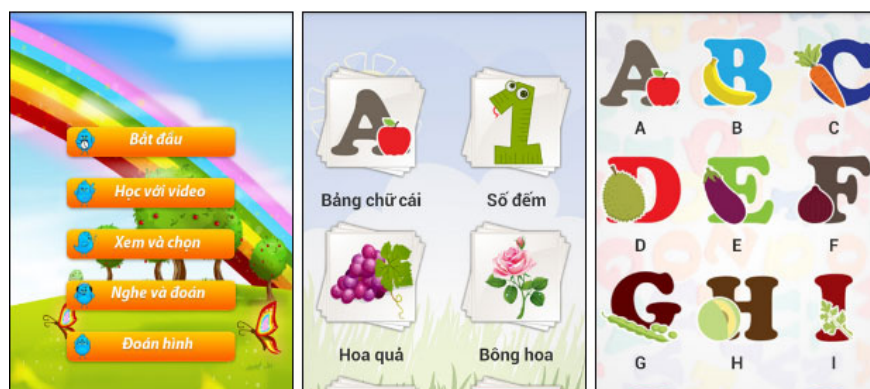 Bắt đầu
Học với video
Xem và chọn
Nghe và đoán
Đoán hình
Bảng chữ cái
Số đếm
Hoa quả
Bông hoa
A
B
C
A
B
C
D
E
F
D
E
F
G
H
I
G
H
I